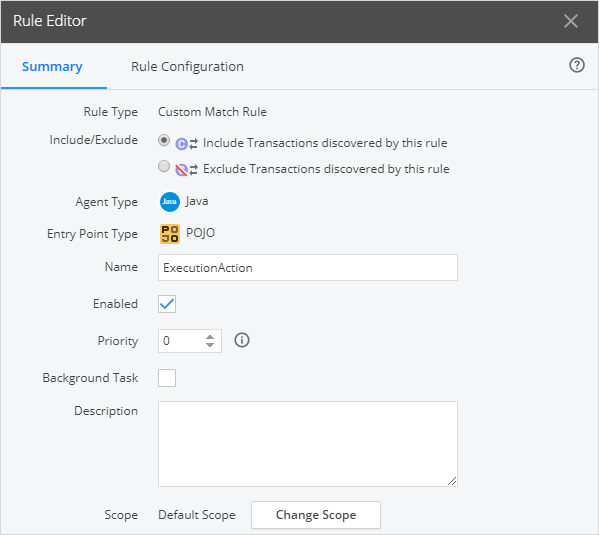 Rule Editor
Summary Rule Configuration
Rule Type Custom Match Rule
Include/Exclude C Include Transactions discovered by this rule
Exclude Transactions discovered by this rule
Agent Type Java Java
Entry Point Type POJO POJO
Name ExecutionAction
Enabled
Priority 0
Background Task
Description
Scope Default Scope Change Scope